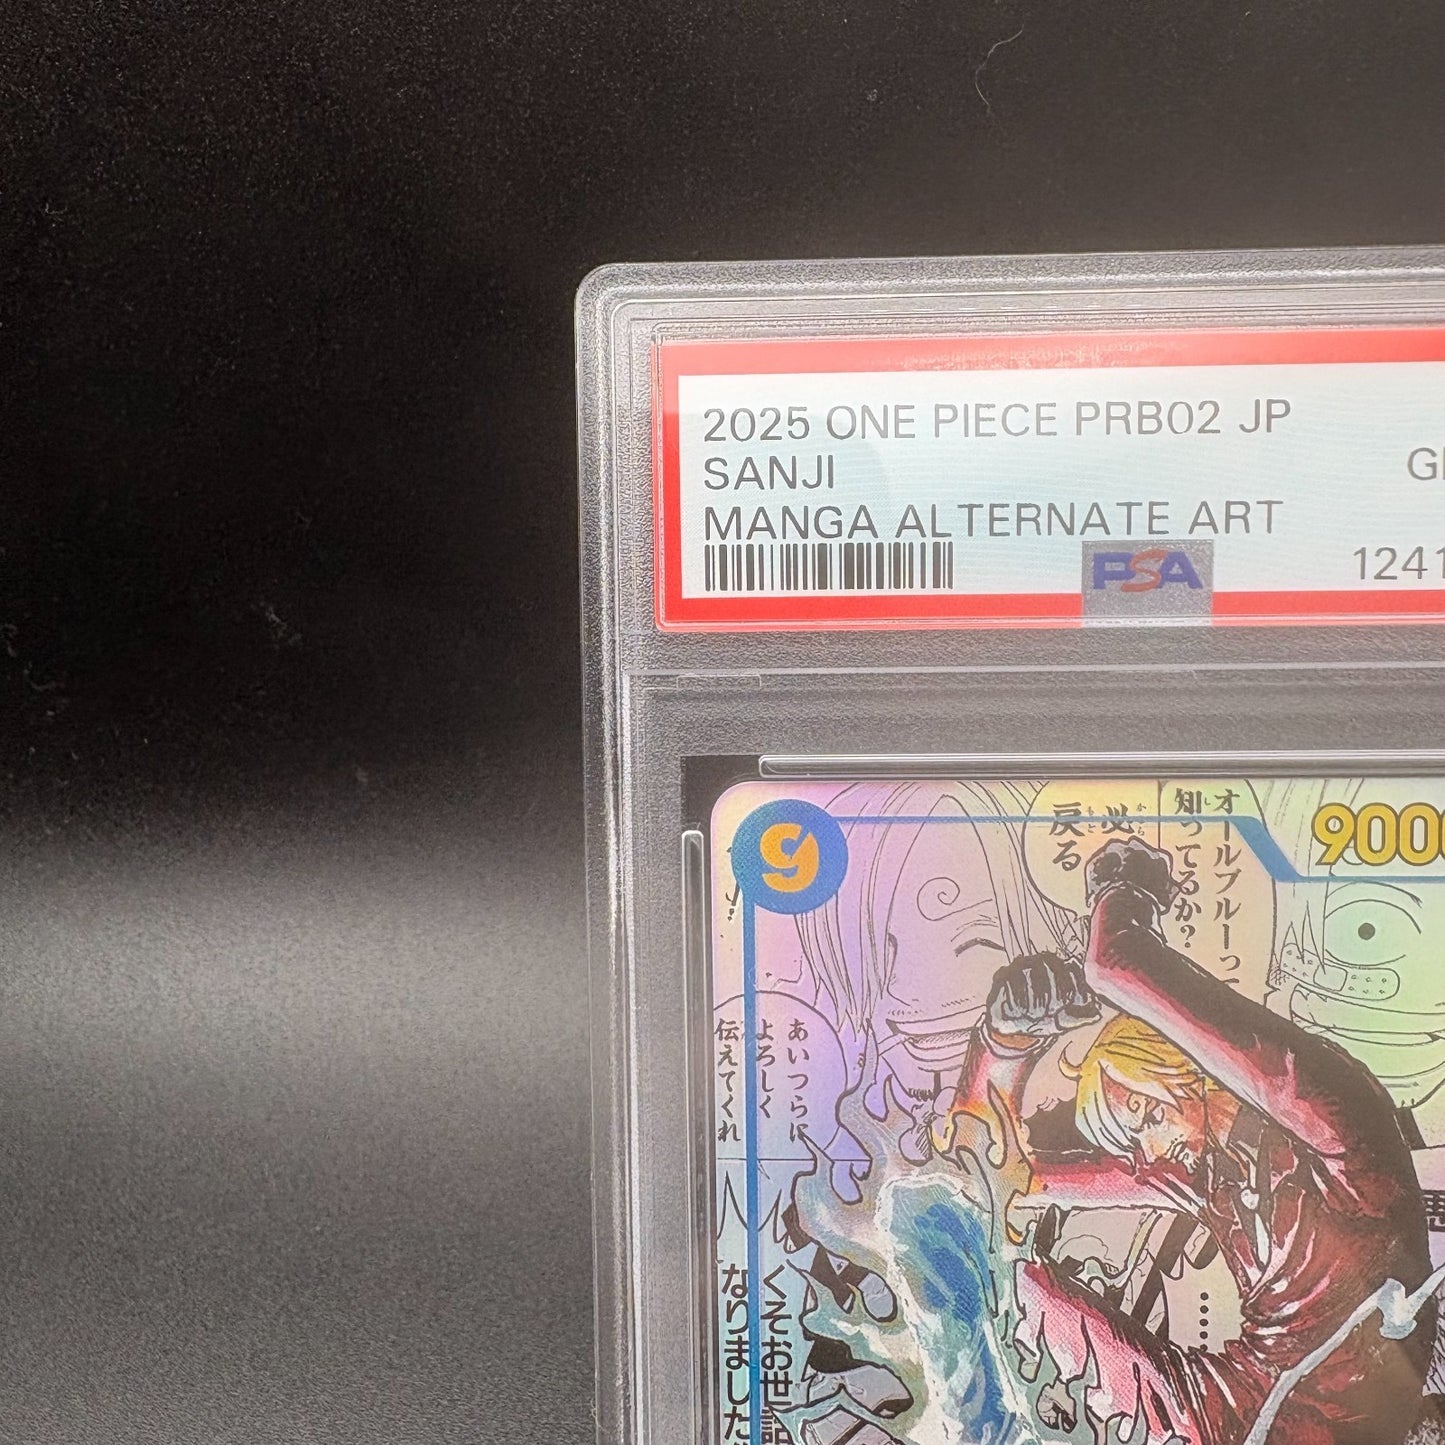 2025 ONE PIECE PRB02 JP
SANJI
MANGA ALTERNATE ART
PSA
1241
9
9000
オールブルーって
知ってるか?
必
戻る
あいつらに
よろしく
伝えてくれ
くそお世話
なりました